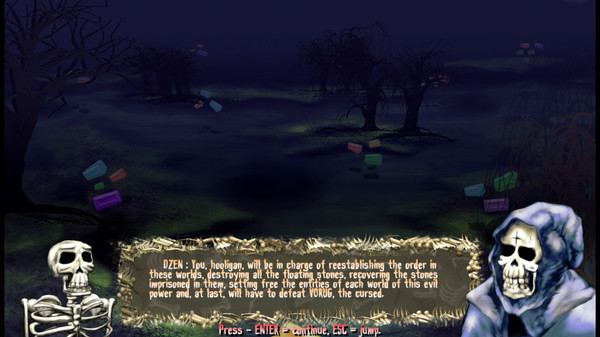 DZEN : You, hooligan, will be in charge of reestablishing the order in
these worlds, destroying all the floating stones, recovering the stones
imprisoned in them, setting free the entities of each world of this evil
power and, at last, will have to defeat VORUG, the cursed.
Press - ENTER = continue, ESC = jump.